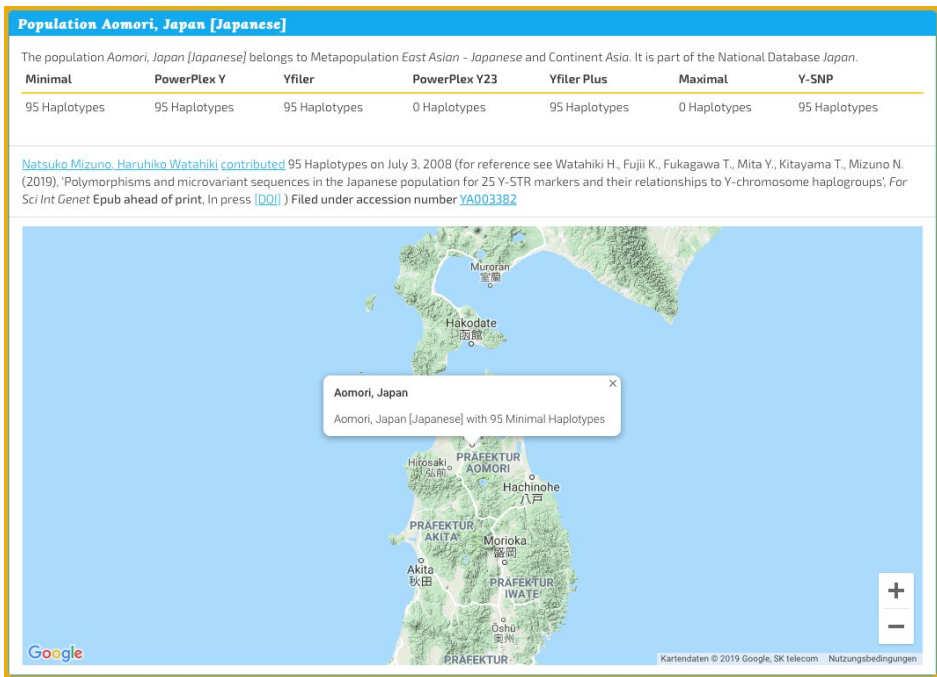 Population Aomori, Japan [Japanese]
The population Aomori, Japan [Japanese] belongs to Metapopulation East Asian - Japanese and Continent Asia. It is part of the National Database Japan.
Minimal PowerPlex Y Yfiler PowerPlex Y23 Yfiler Plus Maximal Y-SNP
95 Haplotypes 95 Haplotypes 95 Haplotypes 0 Haplotypes 95 Haplotypes 0 Haplotypes 95 Haplotypes
Natsuko Mizuno, Haruhiko Watahiki contributed 95 Haplotypes on July 3, 2008 (for reference see Watahiki H., Fujii K., Fukagawa T., Mita Y., Kitayama T., Mizuno N.
(2019), 'Polymorphisms and microvariant sequences in the Japanese population for 25 Y-STR markers and their relationships to Y-chromosome haplogroups', For
Sci Int Genet Epub ahead of print, In press [DOI] ) Filed under accession number YA003382
Muroran
室蘭
Hakodate
函館
×
Aomori, Japan
Aomori, Japan [Japanese] with 95 Minimal Haplotypes
Hirosaki
弘前
PRÄFEKTUR
AOMORI
Hachinohe
八戸
PRÄFEKTUR
AKITA
Morioka
盛岡
Akita
秋田
PRÄFEKTUR
IWATE
+
−
Ōshū
奥州
PRÄFEKTUR
Google
Kartendaten © 2019 Google, SK telecom Nutzungsbedingungen